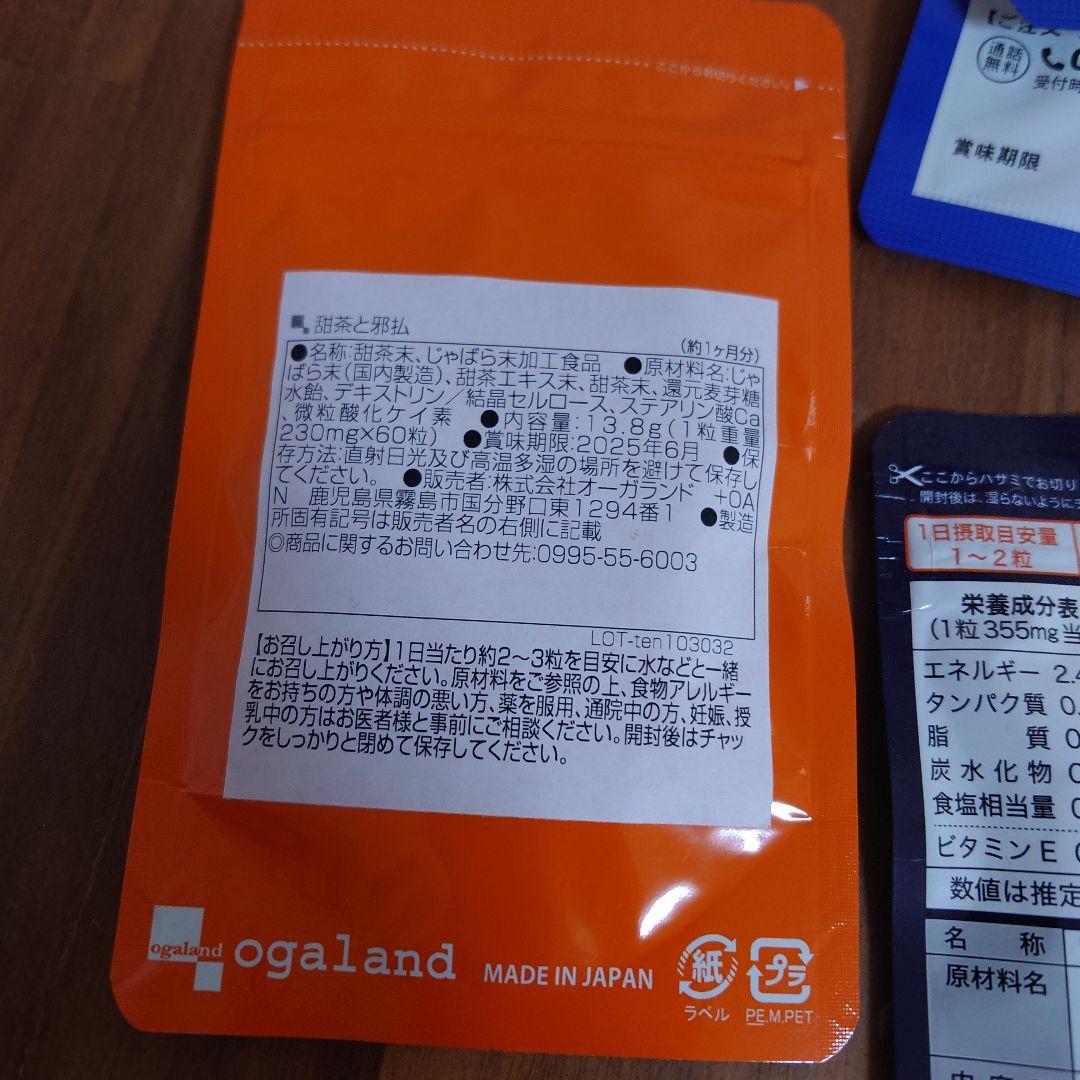 ここからお切りください
甜茶と邪払
(約1ヶ月分)
●名称:甜茶末、じゃばら末加工食品 ●原材料名:じゃ
ばら末(国内製造)、甜茶エキス末、甜茶末、還元麦芽糖
水飴、デキストリン／結晶セルロース、ステアリン酸Ca
、微粒酸化ケイ素 ●内容量:13.8g(1粒重量
230mg×60粒) ●賞味期限:2025年6月 ●保
存方法:直射日光及び高温多湿の場所を避けて保存し
てください。 ●販売者:株式会社オーガランド +OA
N 鹿児島県霧島市国分野口東1294番1 ●製造
所固有記号は販売者名の右側に記載
◎商品に関するお問い合わせ先:0995-55-6003
LOT-ten103032
【お召し上がり方】1日当たり約2〜3粒を目安に水などと一緒
にお召し上がりください。原材料をご参照の上、食物アレルギー
をお持ちの方や体調の悪い方、薬を服用、通院中の方、妊娠、授
乳中の方はお医者様と事前にご相談ください。開封後はチャッ
クをしっかりと閉めて保存してください。
ogaland
ogaland
MADE IN JAPAN
紙
ラベル
プラ
PE,M,PET
【ご注文
通話
無料
受付時
賞味期限
ここからハサミでお切り
開封後は、湿らないように
1日摂取目安量
1〜2粒
栄養成分表
(1粒355mg当
エネルギー 2.4
タンパク質 0.
脂質 0
炭水化物 0
食塩相当量 0
ビタミンE
数値は推定
名称
原材料名